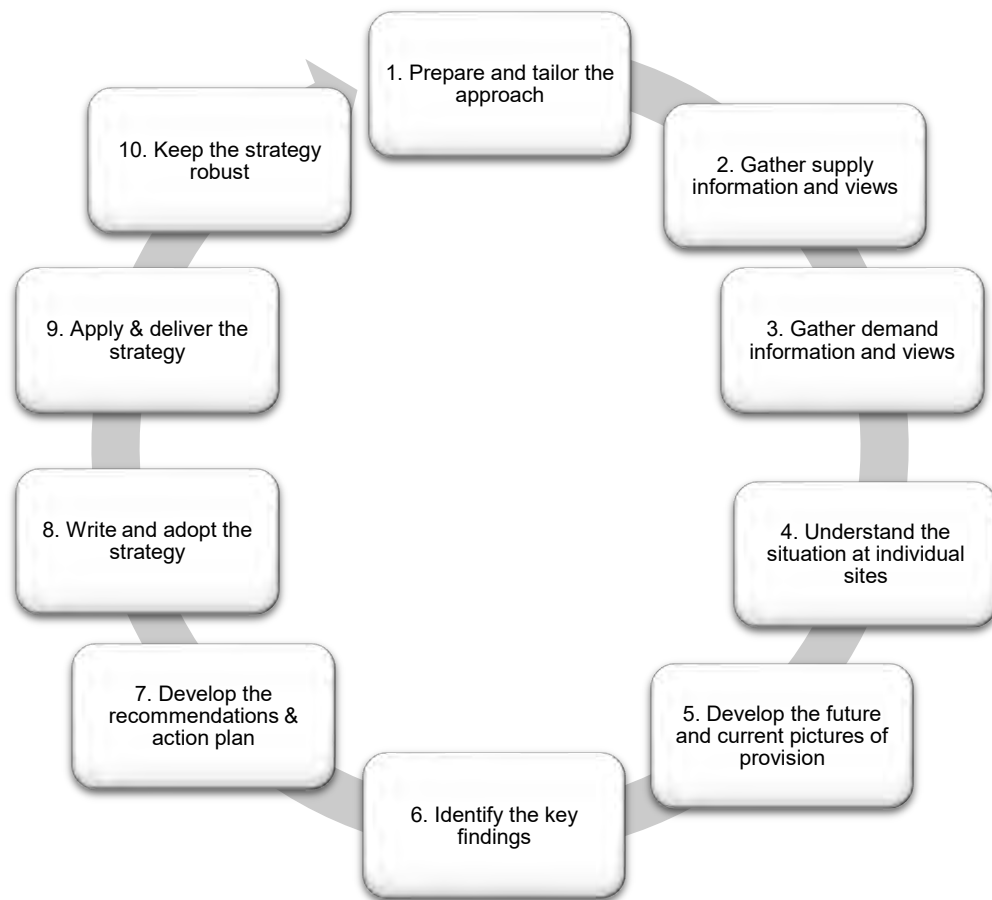 1. Prepare and tailor the
approach
2. Gather supply
information and views
3. Gather demand
information and views
4. Understand the
situation at individual
sites
5. Develop the future
and current pictures of
provision
6. Identify the key
findings
7. Develop the
recommendations &
action plan
8. Write and adopt the
strategy
9. Apply & deliver the
strategy
10. Keep the strategy
robust